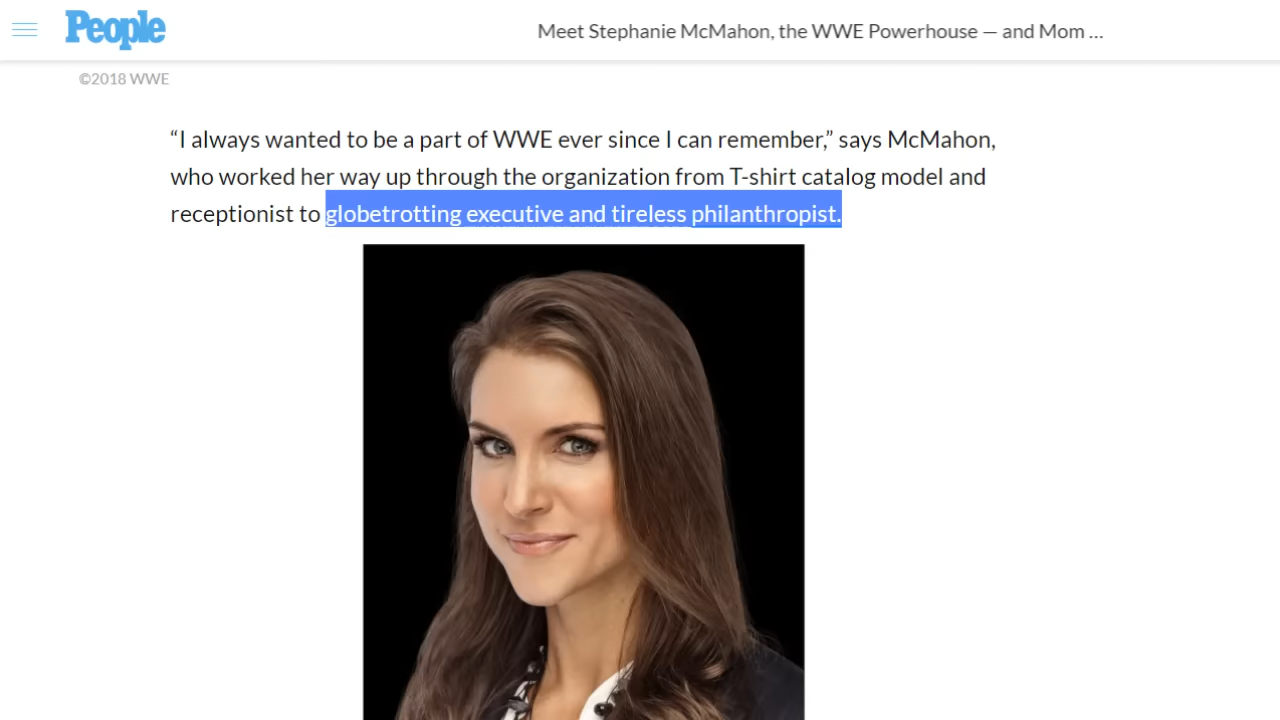 People
Meet Stephanie McMahon, the WWE Powerhouse — and Mom ...
©2018 WWE
“I always wanted to be a part of WWE ever since I can remember,” says McMahon,
who worked her way up through the organization from T-shirt catalog model and
receptionist to globetrotting executive and tireless philanthropist.